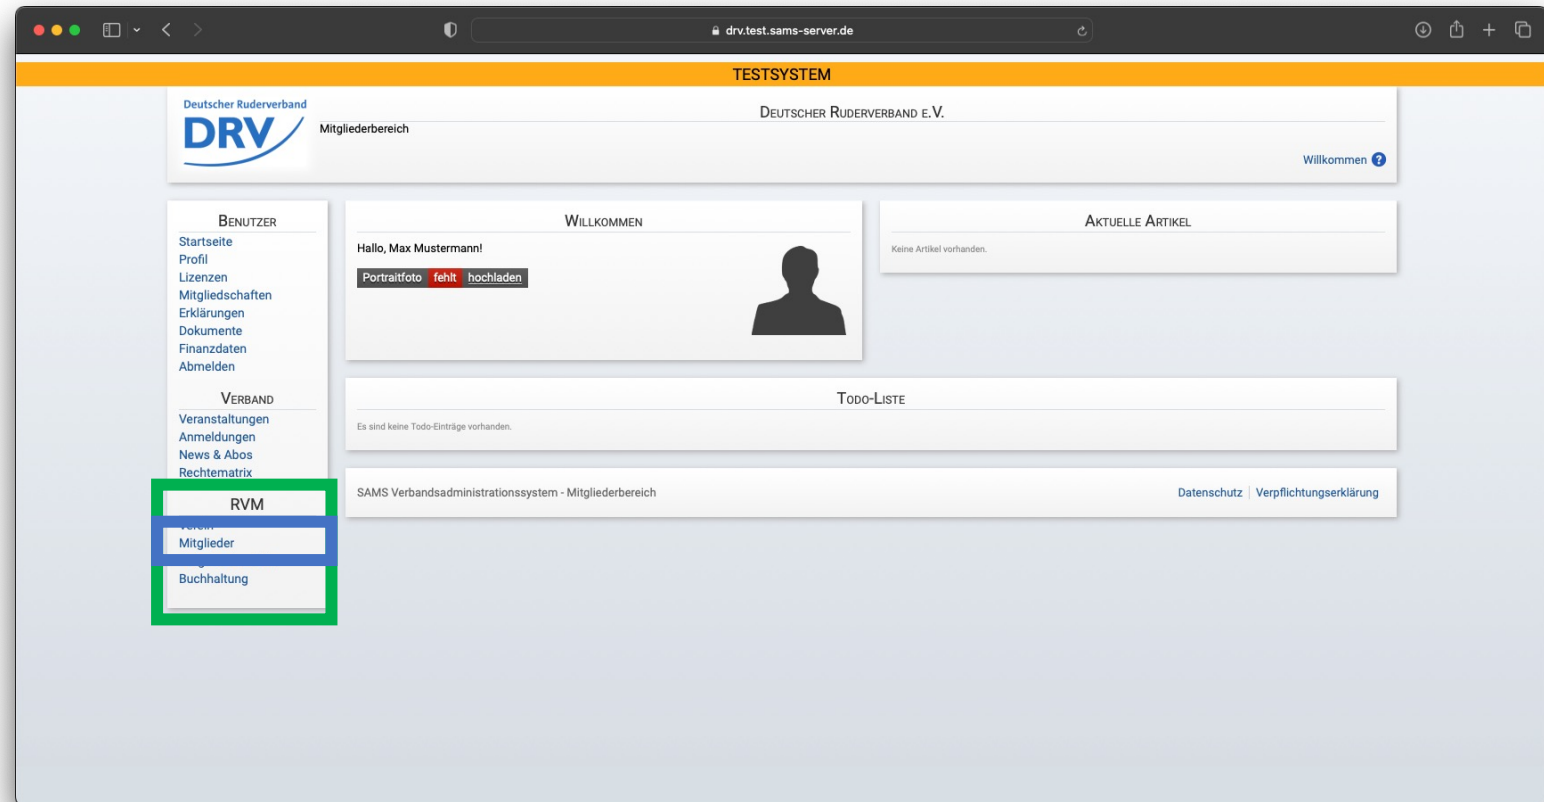 drv.test.sams-server.de
TESTSYSTEM
Deutscher Ruderverband
DRV
Mitgliederbereich
DEUTSCHER RUDERVERBAND E.V.
Willkommen ?
BENUTZER
Startseite
Profil
Lizenzen
Mitgliedschaften
Erklärungen
Dokumente
Finanzdaten
Abmelden
VERBAND
Veranstaltungen
Anmeldungen
News & Abos
Rechtematrix
RVM
Verein
Mitglieder
Buchhaltung
WILLKOMMEN
Hallo, Max Mustermann!
Portraitfoto fehlt hochladen
AKTUELLE ARTIKEL
Keine Artikel vorhanden.
TODO-LISTE
Es sind keine Todo-Einträge vorhanden.
SAMS Verbandsadministrationssystem - Mitgliederbereich
Datenschutz | Verpflichtungserklärung